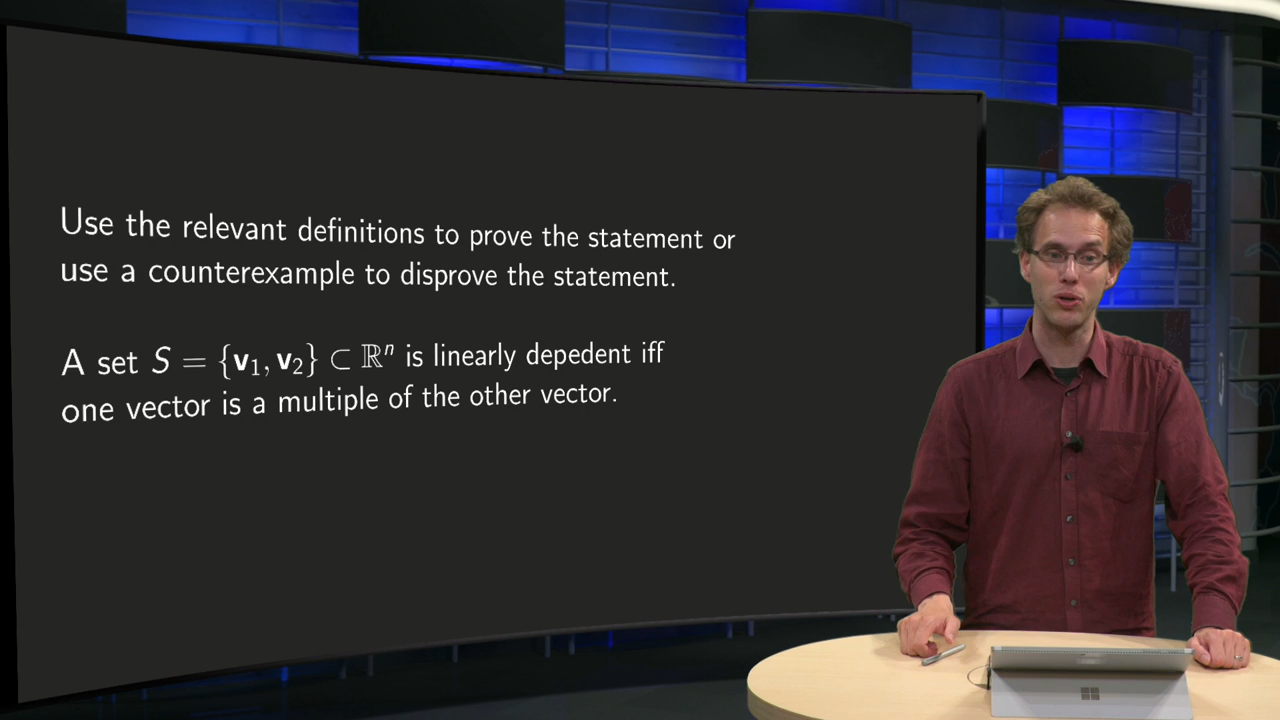 Use the relevant definitions to prove the statement or
use a counterexample to disprove the statement.
A set S = {v₁, v₂} ⊂ ℝⁿ is linearly depedent iff
one vector is a multiple of the other vector.